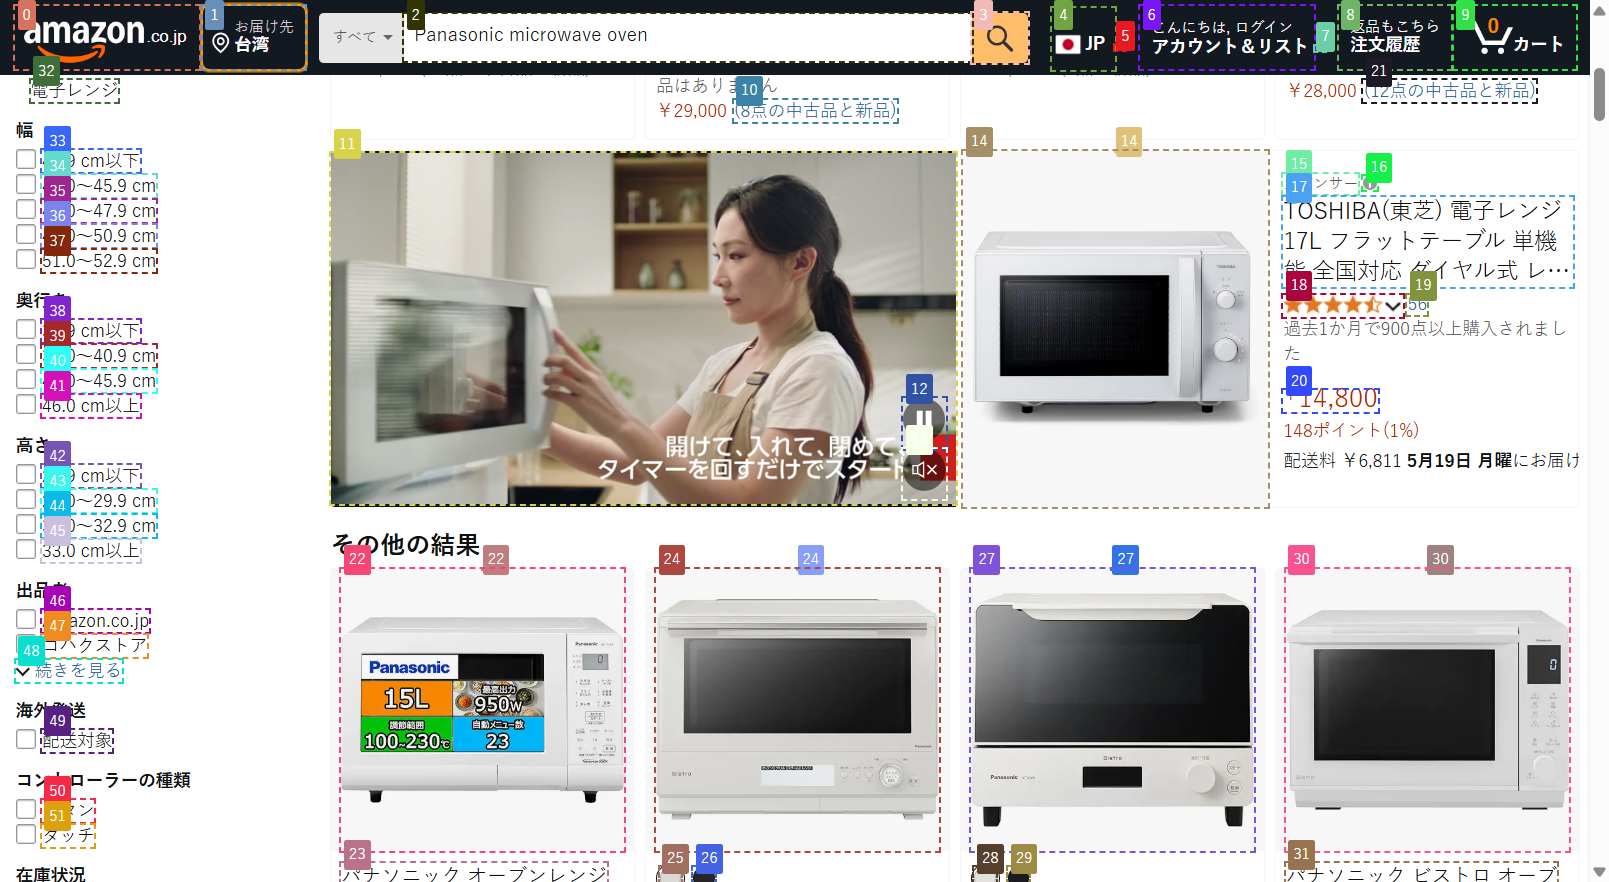 amazon.co.jp
お届け先
台湾
すべて
Panasonic microwave oven
JP
こんにちは, ログイン
アカウント＆リスト
返品もこちら
注文履歴
0
カート
電子レンジ
幅
cm以下
～45.9 cm
～47.9 cm
～50.9 cm
51.0～52.9 cm
奥行き
cm以下
～40.9 cm
～45.9 cm
46.0 cm以上
高さ
cm以下
～29.9 cm
～32.9 cm
33.0 cm以上
出品者
Amazon.co.jp
コハクストア
続きを見る
海外発送
配送対象
コントローラーの種類
ボタン
タッチ
在庫状況
品はありません
￥29,000 (8点の中古品と新品)
￥28,000 (12点の中古品と新品)
開けて、入れて、閉めて、
タイマーを回すだけでスタート
TOSHIBA
スポンサー
TOSHIBA(東芝) 電子レンジ
17L フラットテーブル 単機
能 全国対応 ダイヤル式 レ…
56
過去1か月で900点以上購入されまし
た
￥14,800
148ポイント(1%)
配送料 ￥6,811 5月19日 月曜にお届け
その他の結果
Panasonic
Panasonic
15L
最高出力
950W
調節範囲
100~230℃
自動メニュー数
23
Bistro
Panasonic
Bistro
Panasonic
Bistro
パナソニック オーブンレンジ
パナソニック ビストロ オーブ
0
1
2
3
4
5
6
7
8
9
10
11
12
14
14
15
16
17
18
19
20
21
22
22
23
24
24
25
26
27
27
28
29
30
30
31
32
33
34
35
36
37
38
39
40
41
42
43
44
45
46
47
48
49
50
51